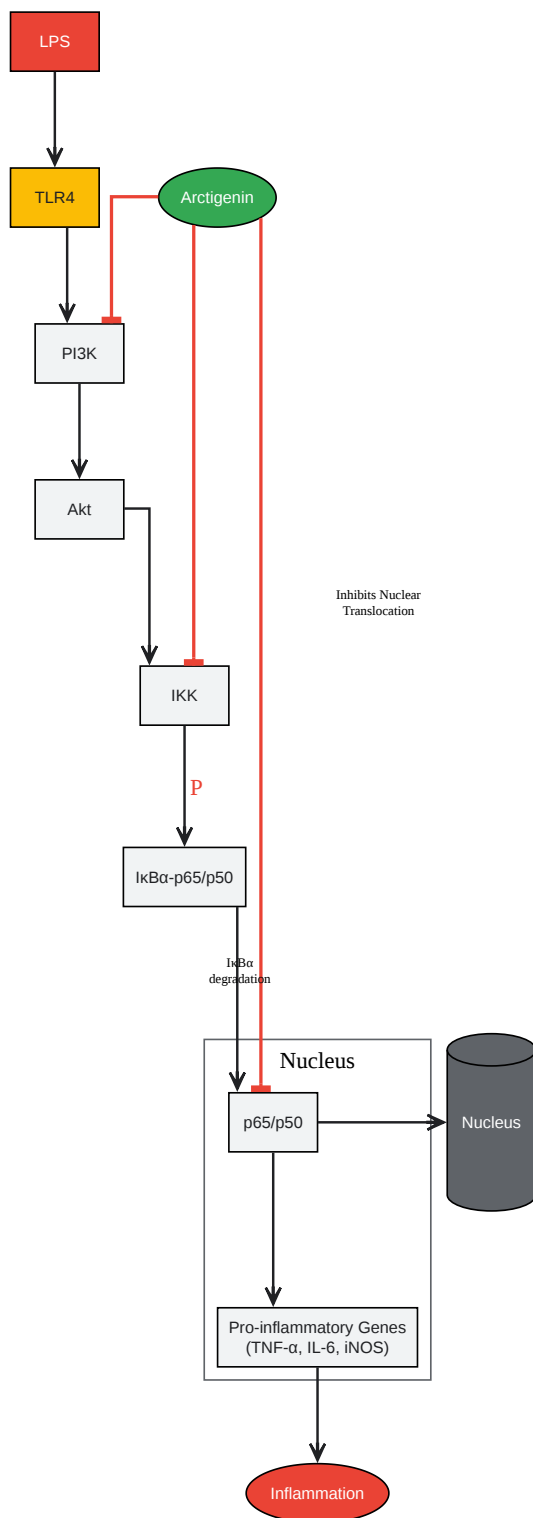 LPS
TLR4
Arctigenin
PI3K
Akt
Inhibits Nuclear
Translocation
IKK
P
IκBα-p65/p50
IκBα
degradation
Nucleus
p65/p50
Nucleus
Pro-inflammatory Genes
(TNF-α, IL-6, iNOS)
Inflammation